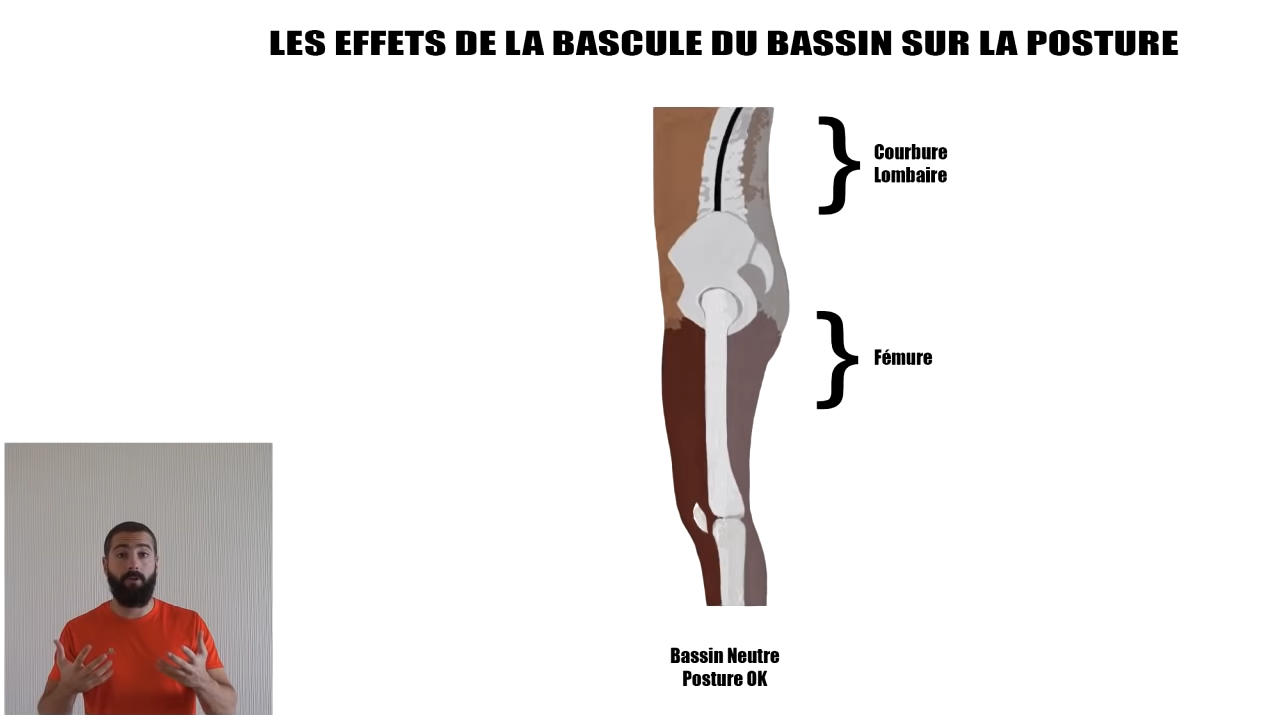 LES EFFETS DE LA BASCULE DU BASSIN SUR LA POSTURE
Courbure
Lombaire
Fémure
Bassin Neutre
Posture OK